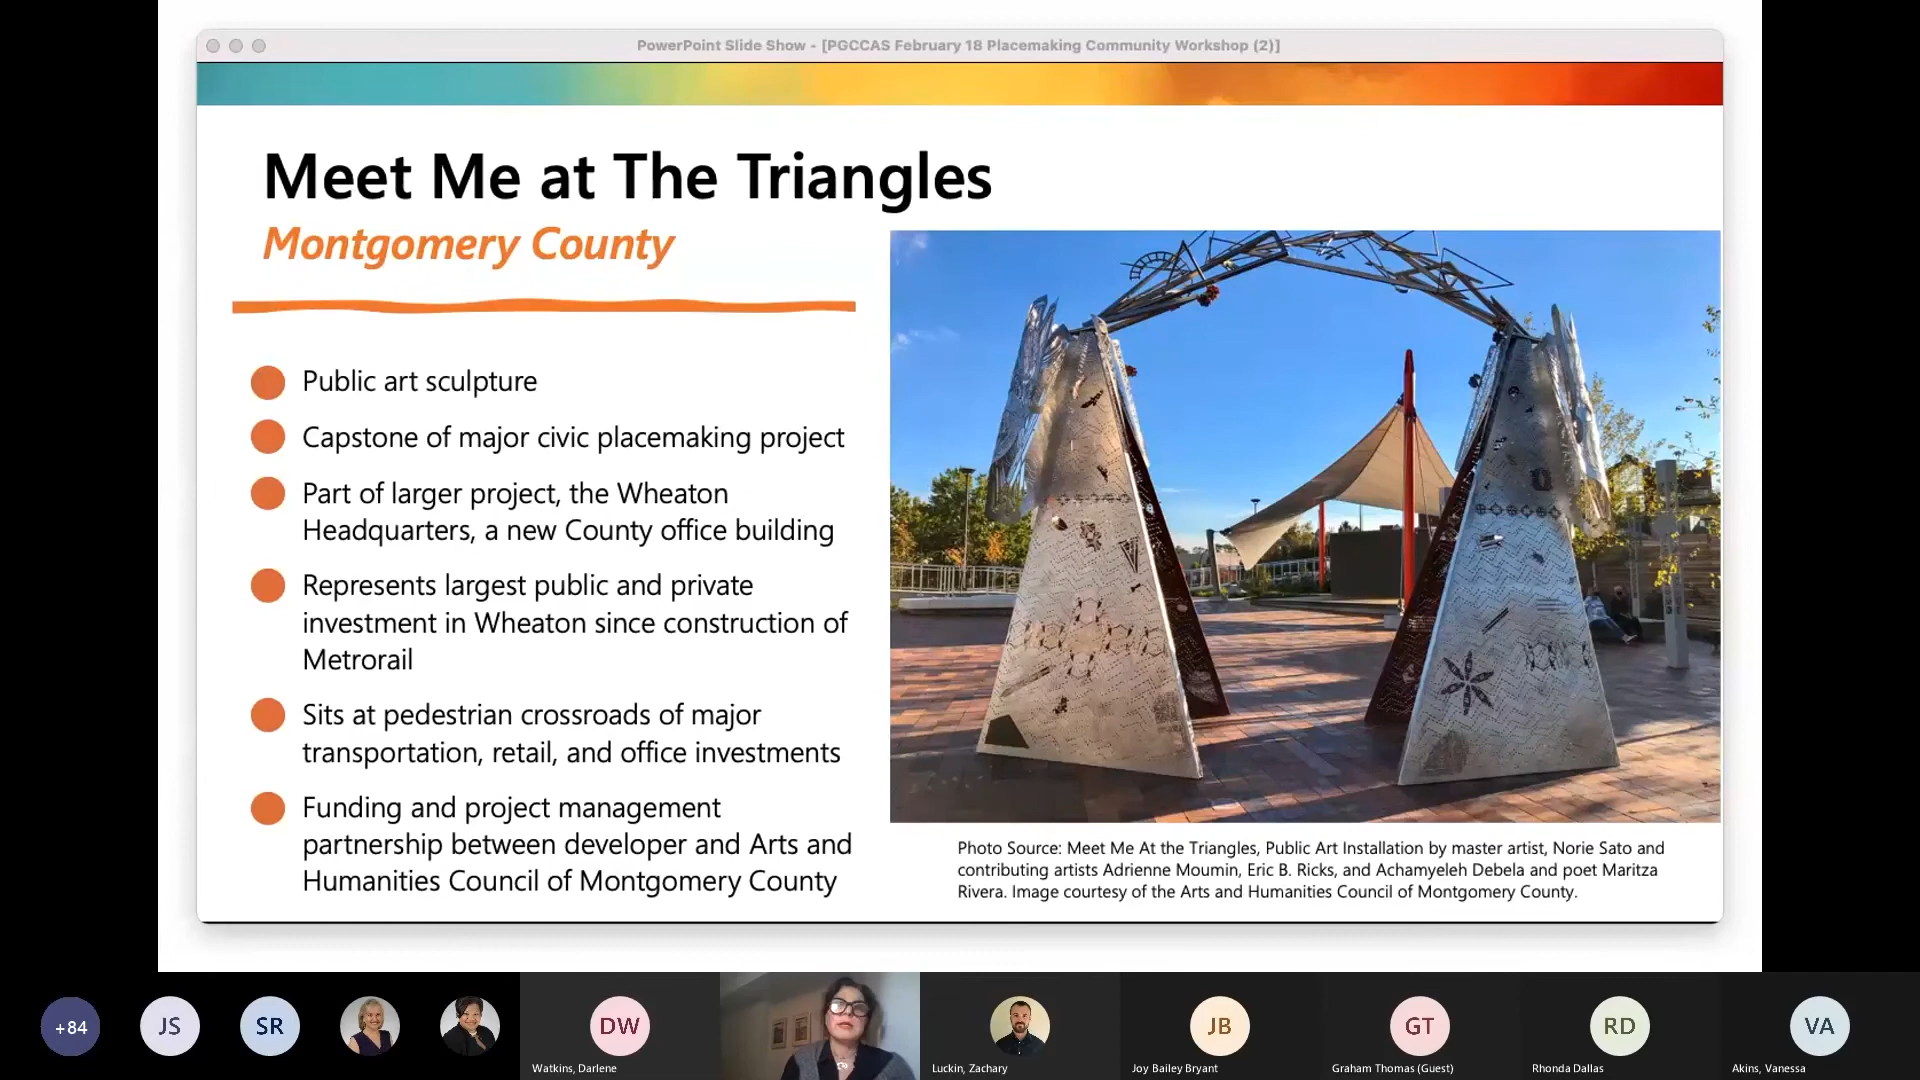 PowerPoint Slide Show - [PGCCAS February 18 Placemaking Community Workshop (2)]
Meet Me at The Triangles
Montgomery County
Public art sculpture
Capstone of major civic placemaking project
Part of larger project, the Wheaton
Headquarters, a new County office building
Represents largest public and private
investment in Wheaton since construction of
Metrorail
Sits at pedestrian crossroads of major
transportation, retail, and office investments
Funding and project management
partnership between developer and Arts and
Humanities Council of Montgomery County
Photo Source: Meet Me At the Triangles, Public Art Installation by master artist, Norie Sato and
contributing artists Adrienne Moumin, Eric B. Ricks, and Achamyeleh Debela and poet Maritza
Rivera. Image courtesy of the Arts and Humanities Council of Montgomery County.
+84
JS
SR
DW
Watkins, Darlene
Luckin, Zachary
JB
Joy Bailey Bryant
GT
Graham Thomas (Guest)
RD
Rhonda Dallas
VA
Akins, Vanessa